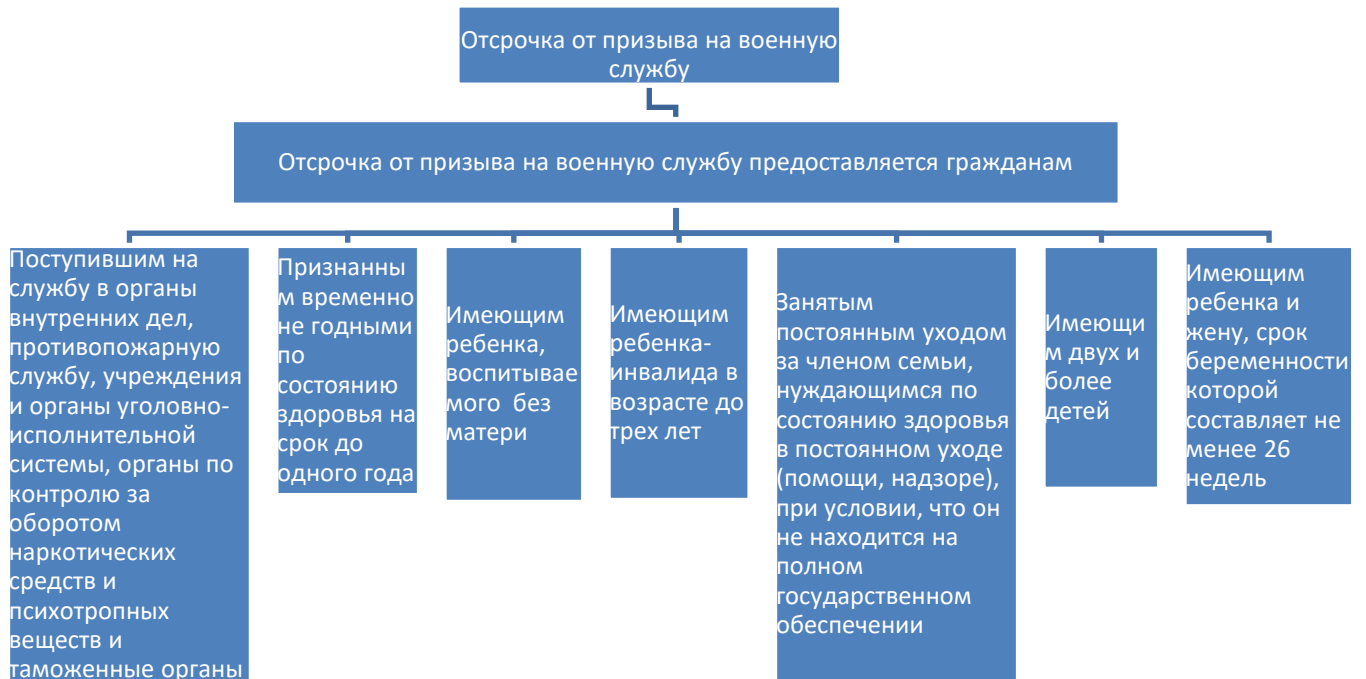 Отсрочка от призыва на военную
службу
Отсрочка от призыва на военную службу предоставляется гражданам
Поступившим на
службу в органы
внутренних дел,
противопожарную
службу, учреждения
и органы уголовно-
исполнительной
системы, органы по
контролю за
оборотом
наркотических
средств и
психотропных
веществ и
таможенные органы
Признанны
м временно
не годными
по
состоянию
здоровья на
срок до
одного года
Имеющим
ребенка,
воспитывае
мого без
матери
Имеющим
ребенка-
инвалида в
возрасте до
трех лет
Занятым
постоянным уходом
за членом семьи,
нуждающимся по
состоянию здоровья
в постоянном уходе
(помощи, надзоре),
при условии, что он
не находится на
полном
государственном
обеспечении
Имеющи
м двух и
более
детей
Имеющим
ребенка и
жену, срок
беременности
которой
составляет не
менее 26
недель